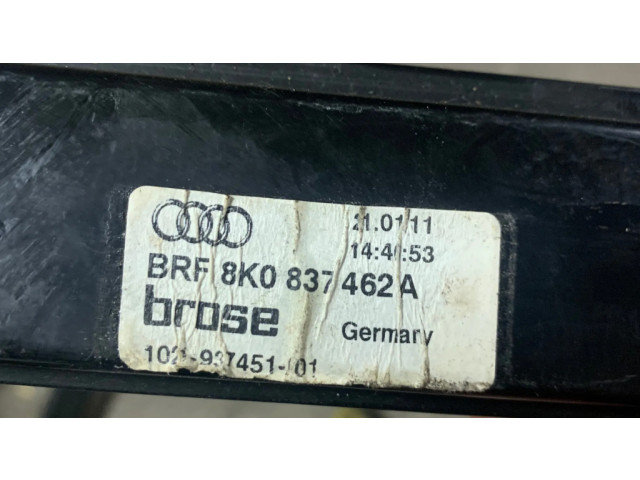 21.01.11
14:40:53
BRF 8K0 837 462 A
brose
Germany